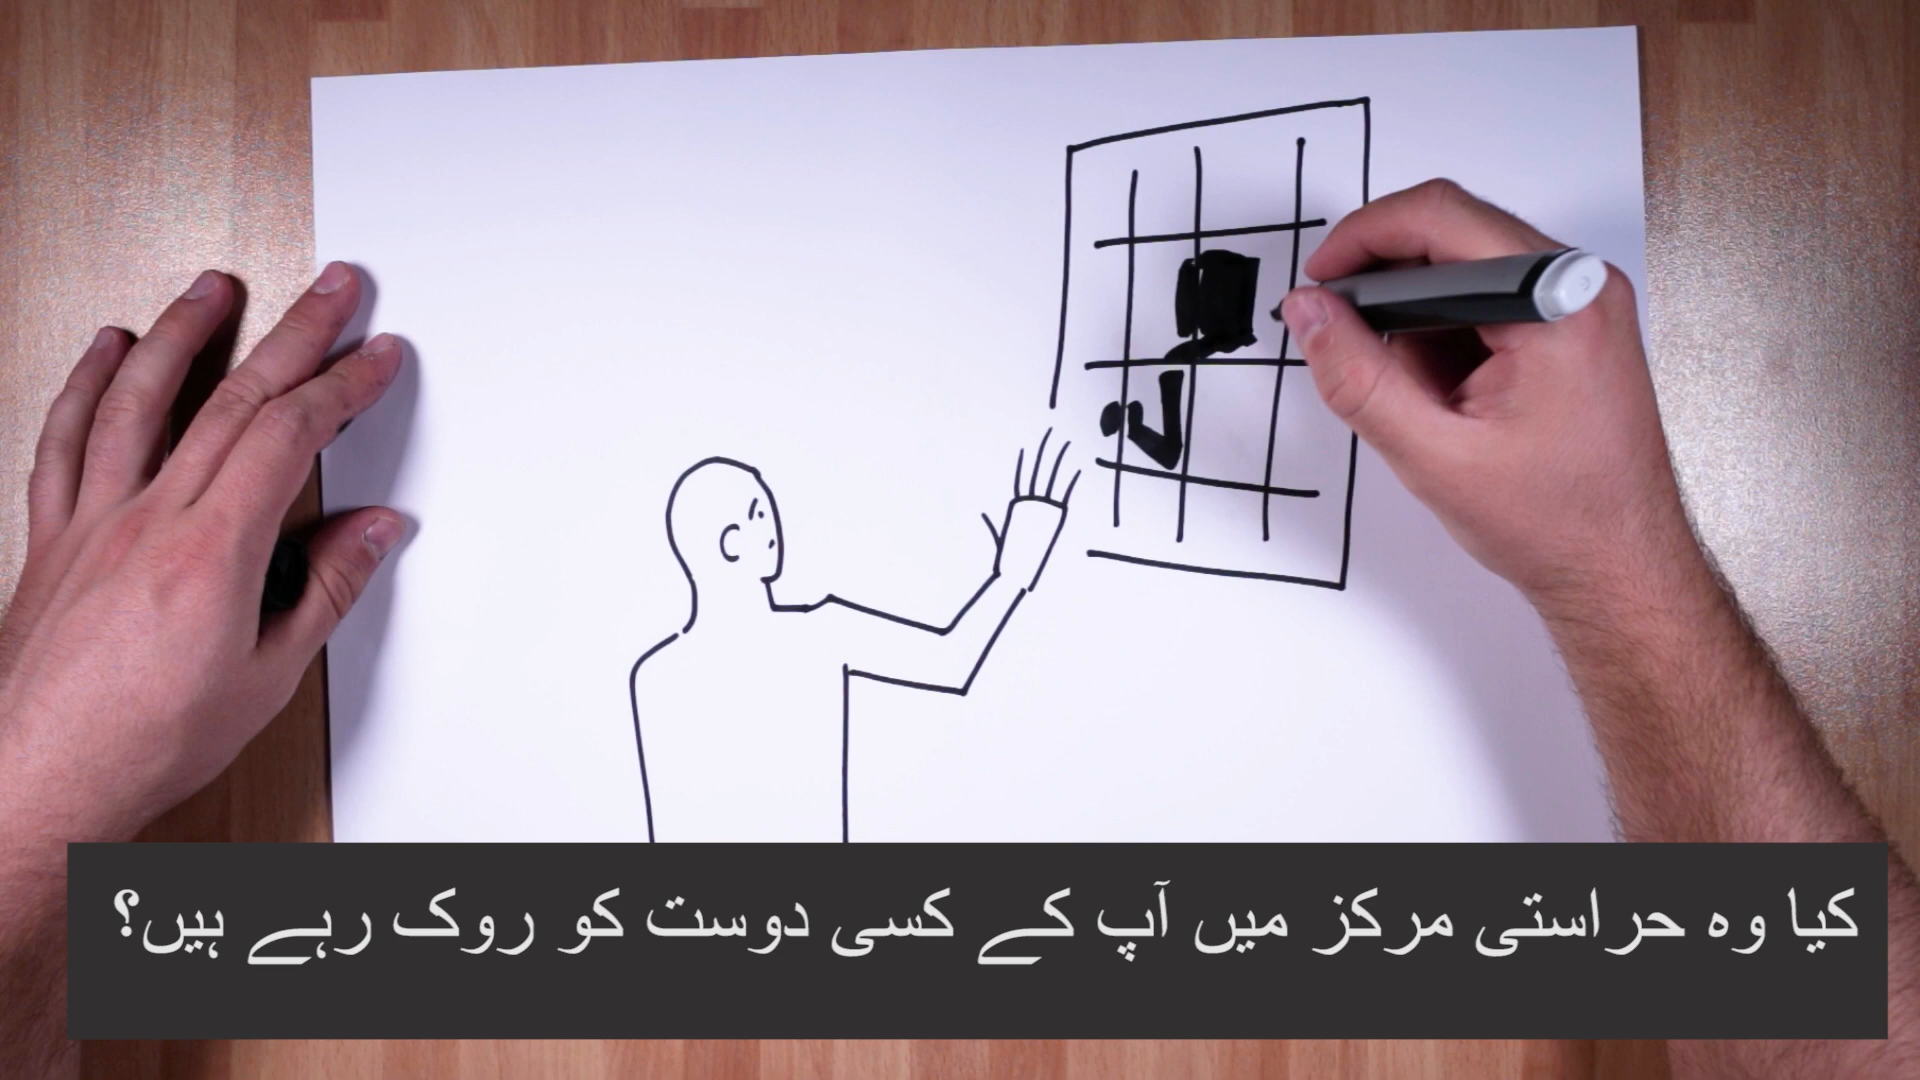 کیا وہ حراستی مرکز میں آپ کے کسی دوست کو روک رہے ہیں؟